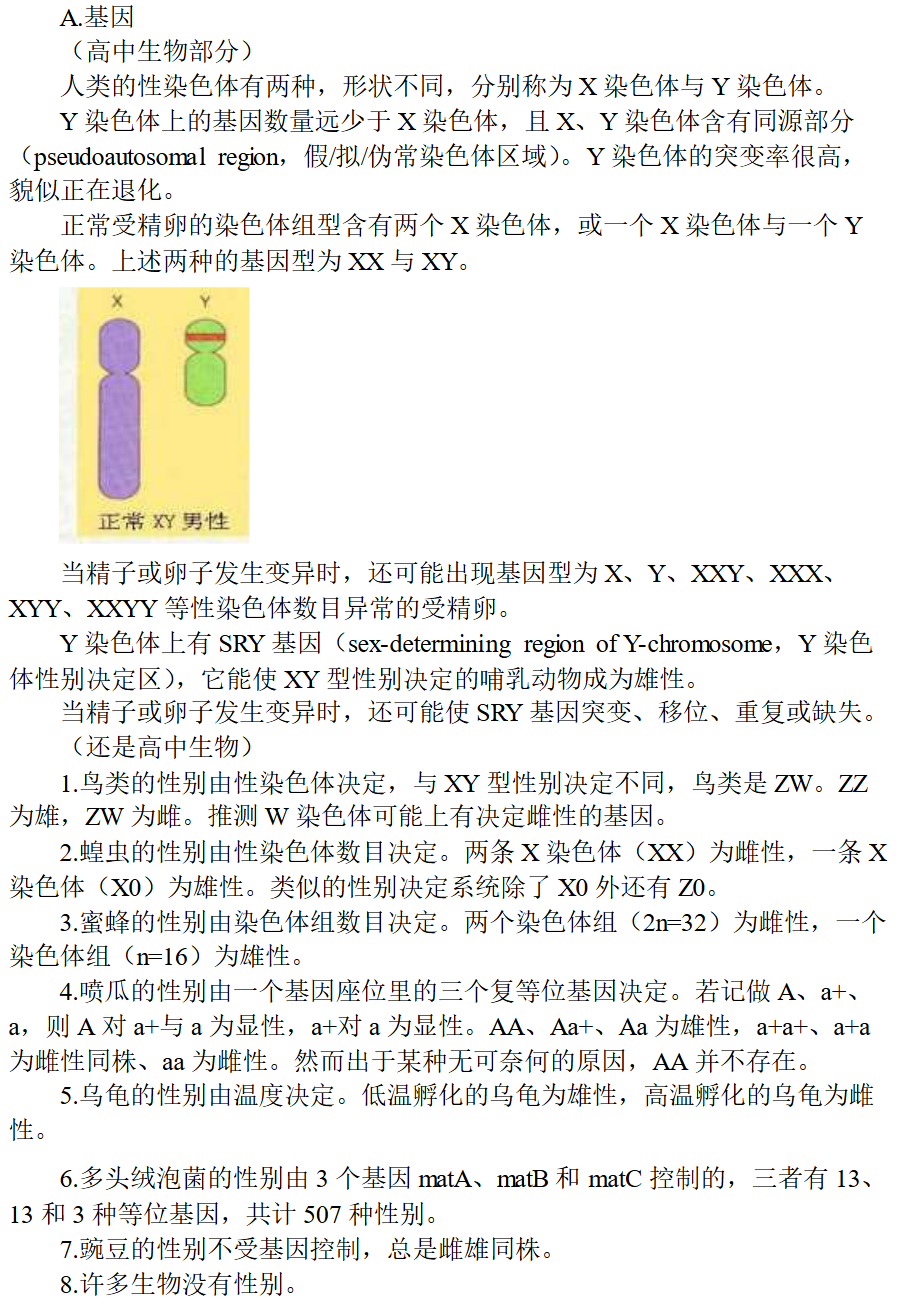 A.基因
（高中生物部分）
人类的性染色体有两种，形状不同，分别称为 X 染色体与 Y 染色体。
Y 染色体上的基因数量远少于 X 染色体，且 X、Y 染色体含有同源部分
（pseudoautosomal region，假/拟/伪常染色体区域）。Y 染色体的突变率很高，
貌似正在退化。
正常受精卵的染色体组型含有两个 X 染色体，或一个 X 染色体与一个 Y
染色体。上述两种的基因型为 XX 与 XY。
X Y
正常 XY 男性
当精子或卵子发生变异时，还可能出现基因型为 X、Y、XXY、XXX、
XYY、XXYY 等性染色体数目异常的受精卵。
Y 染色体上有 SRY 基因（sex-determining region of Y-chromosome，Y 染色
体性别决定区），它能使 XY 型性别决定的哺乳动物成为雄性。
当精子或卵子发生变异时，还可能使 SRY 基因突变、移位、重复或缺失。
（还是高中生物）
1.鸟类的性别由性染色体决定，与 XY 型性别决定不同，鸟类是 ZW。ZZ
为雄，ZW 为雌。推测 W 染色体可能上有决定雌性的基因。
2.蝗虫的性别由性染色体数目决定。两条 X 染色体（XX）为雌性，一条 X
染色体（X0）为雄性。类似的性别决定系统除了 X0 外还有 Z0。
3.蜜蜂的性别由染色体组数目决定。两个染色体组（2n=32）为雌性，一个
染色体组（n=16）为雄性。
4.喷瓜的性别由一个基因座位里的三个复等位基因决定。若记做 A、a+、
a，则 A 对 a+与 a 为显性，a+对 a 为显性。AA、Aa+、Aa 为雄性，a+a+、a+a
为雌性同株、aa 为雌性。然而出于某种无可奈何的原因，AA 并不存在。
5.乌龟的性别由温度决定。低温孵化的乌龟为雄性，高温孵化的乌龟为雌
性。
6.多头绒泡菌的性别由 3 个基因 matA、matB 和 matC 控制的，三者有 13、
13 和 3 种等位基因，共计 507 种性别。
7.豌豆的性别不受基因控制，总是雌雄同株。
8.许多生物没有性别。